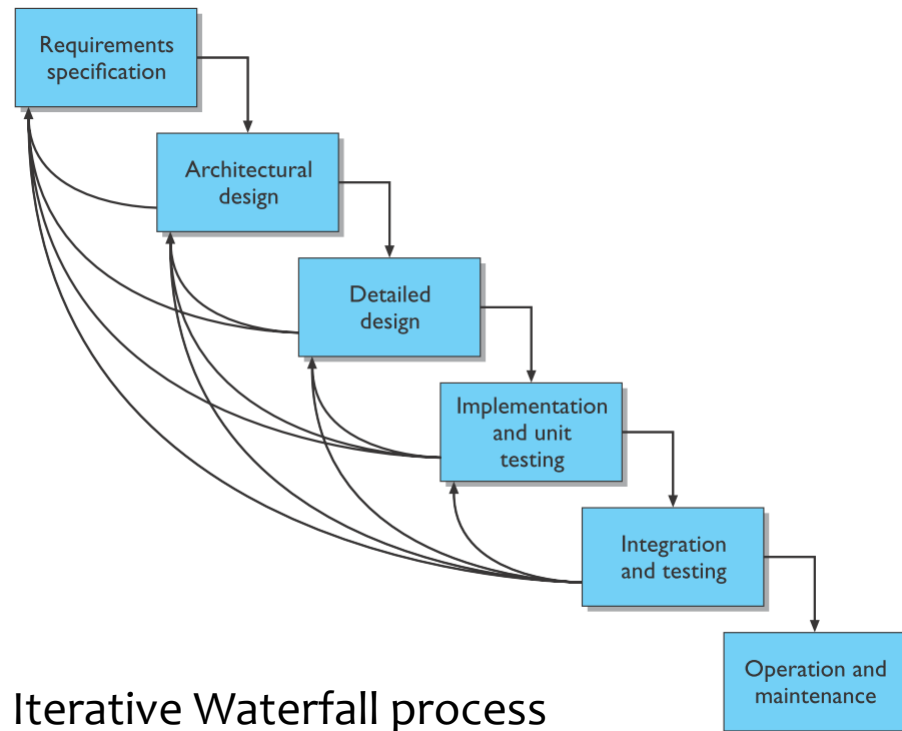 Requirements
specification
Architectural
design
Detailed
design
Implementation
and unit
testing
Integration
and testing
Operation and
maintenance
Iterative Waterfall process